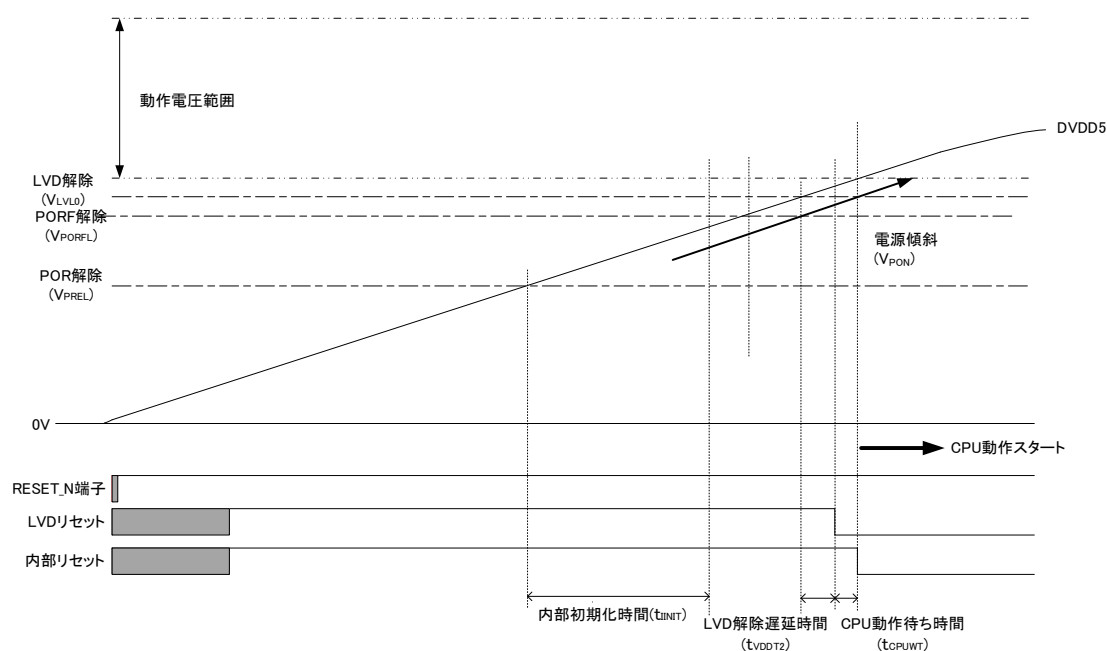 動作電圧範囲
DVDD5
LVD解除
(VLVL0)
PORF解除
(VPORFL)
電源傾斜
(VPON)
POR解除
(VPREL)
0V
CPU動作スタート
RESET_N端子
LVDリセット
内部リセット
内部初期化時間(tIINIT)
LVD解除遅延時間
(tVDDT2)
CPU動作待ち時間
(tCPUWT)